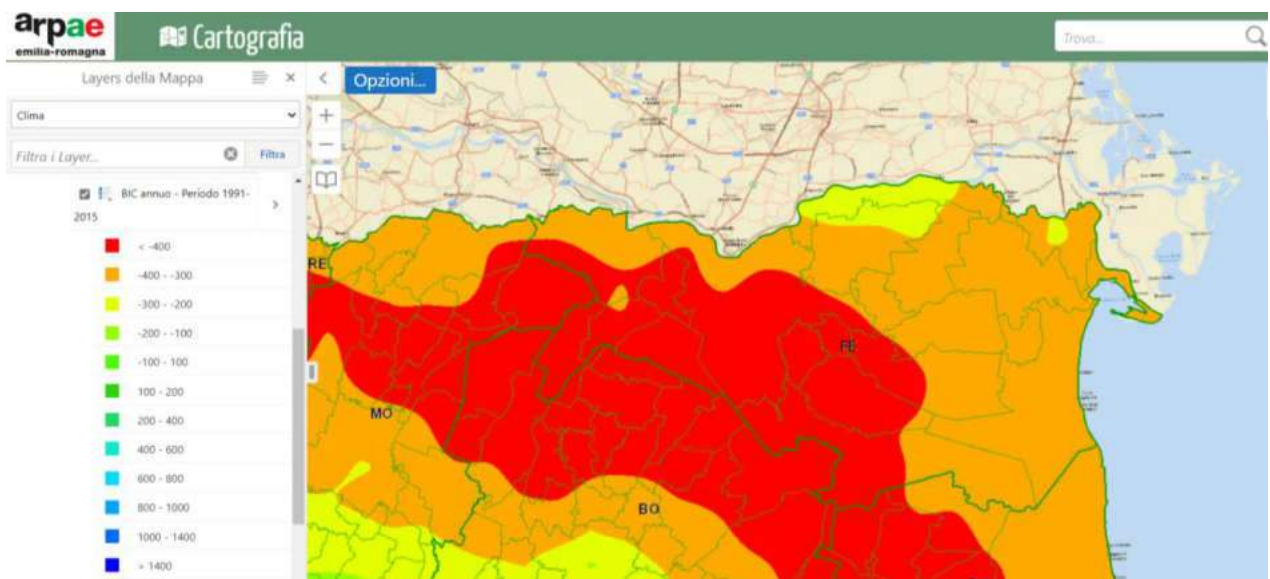 arpae
emilia-romagna
Cartografia
Trova...
Layers della Mappa
Opzioni...
Clima
Filtra i Layer...
Filtra
BIC annuo - Periodo 1991-
2015
< -400
-400 - -300
-300 - -200
-200 - -100
-100 - 100
100 - 200
200 - 400
400 - 600
600 - 800
800 - 1000
1000 - 1400
> 1400
RE
FE
MO
BO